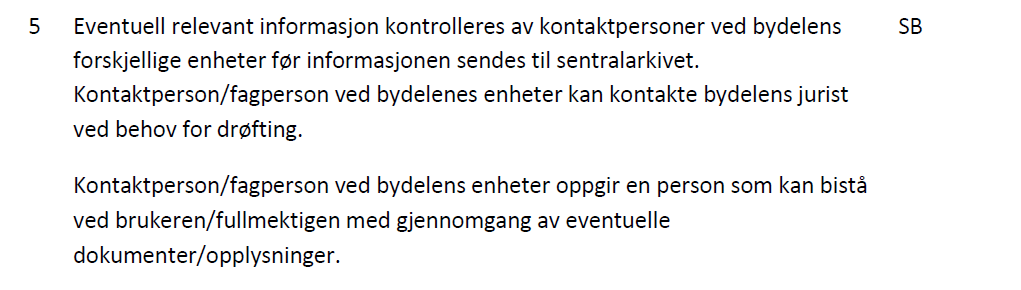 5 Eventuell relevant informasjon kontrolleres av kontaktpersoner ved bydelens SB
forskjellige enheter før informasjonen sendes til sentralarkivet.
Kontaktperson/fagperson ved bydelenes enheter kan kontakte bydelens jurist
ved behov for drøfting.
Kontaktperson/fagperson ved bydelens enheter oppgir en person som kan bistå
ved brukeren/fullmektigen med gjennomgang av eventuelle
dokumenter/opplysninger.